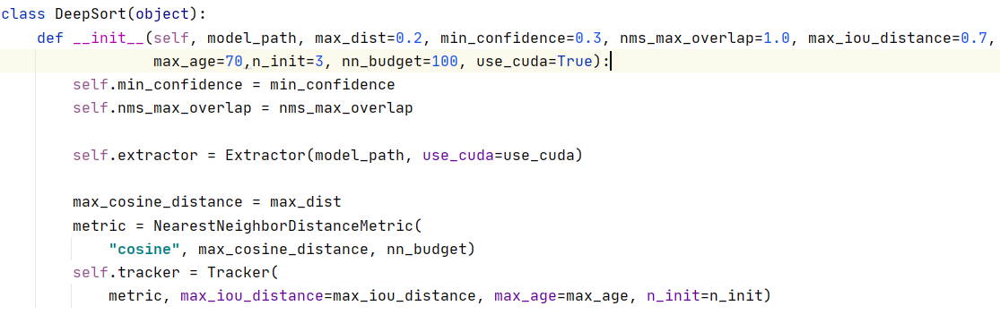 class DeepSort(object):
    def __init__(self, model_path, max_dist=0.2, min_confidence=0.3, nms_max_overlap=1.0, max_iou_distance=0.7,
                 max_age=70,n_init=3, nn_budget=100, use_cuda=True):
        self.min_confidence = min_confidence
        self.nms_max_overlap = nms_max_overlap

        self.extractor = Extractor(model_path, use_cuda=use_cuda)

        max_cosine_distance = max_dist
        metric = NearestNeighborDistanceMetric(
            "cosine", max_cosine_distance, nn_budget)
        self.tracker = Tracker(
            metric, max_iou_distance=max_iou_distance, max_age=max_age, n_init=n_init)